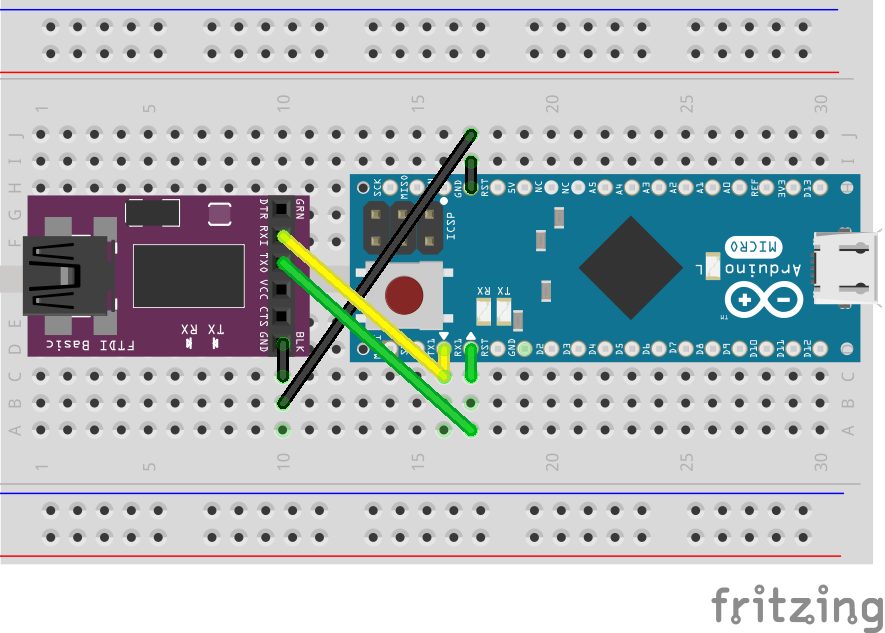 1 5 10 15 20 25 30
J J
I I
H H
G
F
E
D
C C
B B
A A
1 5 10 15 20 25 30
DTR RXI TXO VCC CTS GND
GRN
BLK
RX TX
FTDI Basic
SCK MISO GND RST 5V NC NC A5 A4 A3 A2 A1 A0 REF 3V3 D13
ICSP
RX TX
L
MICRO
Arduino
TX1 RX1 RST GND D2 D3 D4 D5 D6 D7 D8 D9 D10 D11 D12
fritzing